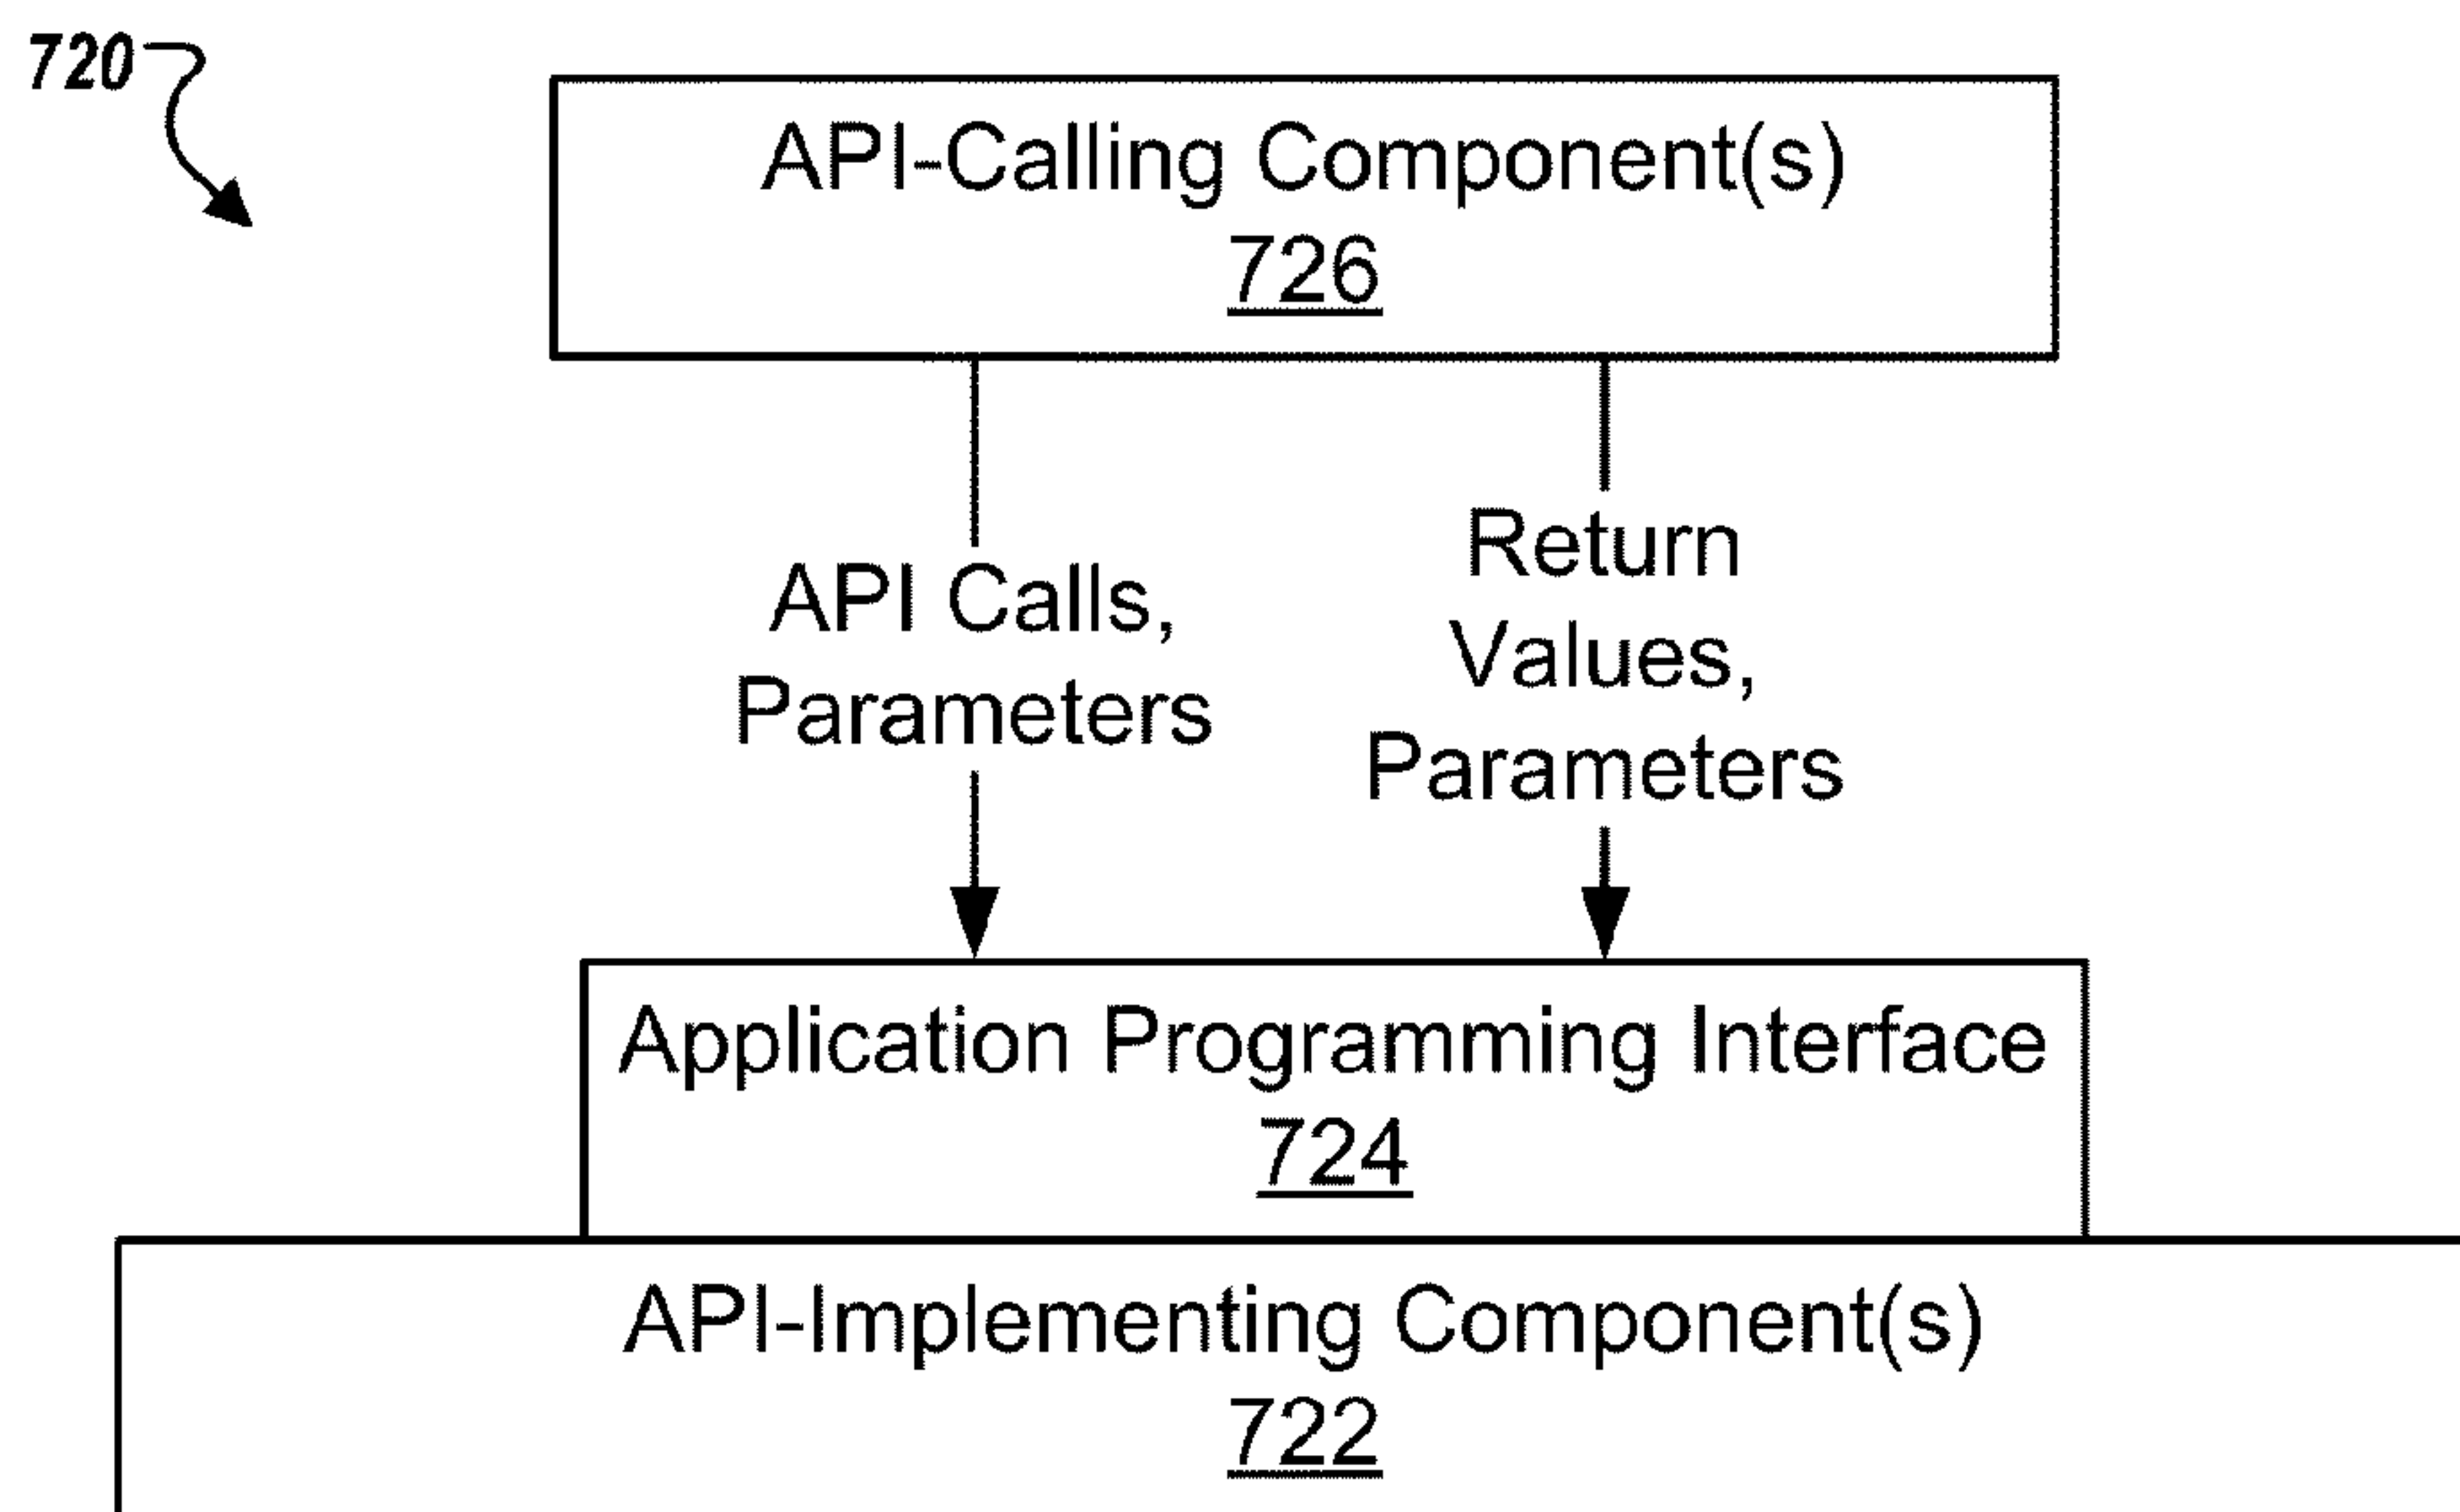 720
API-Calling Component(s)
726
API Calls,
Parameters
Return
Values,
Parameters
Application Programming Interface
724
API-Implementing Component(s)
722